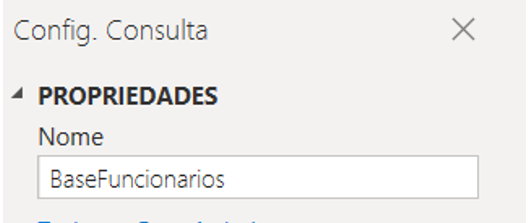 Config. Consulta
PROPRIEDADES
Nome
BaseFuncionarios